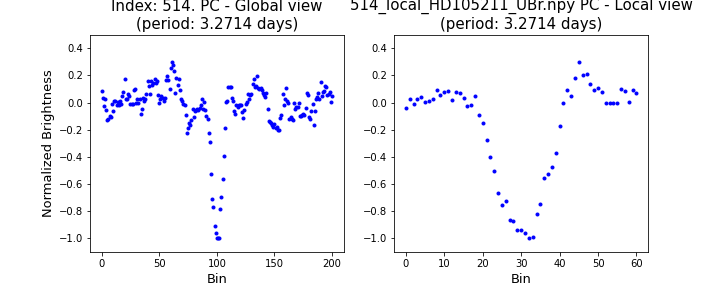 Index: 514. PC - Global view
(period: 3.2714 days)
514_local_HD105211_UBr.npy PC - Local view
(period: 3.2714 days)
Normalized Brightness
0.4
0.2
0.0
−0.2
−0.4
−0.6
−0.8
−1.0
0 50 100 150 200
Bin
0.4
0.2
0.0
−0.2
−0.4
−0.6
−0.8
−1.0
0 10 20 30 40 50 60
Bin